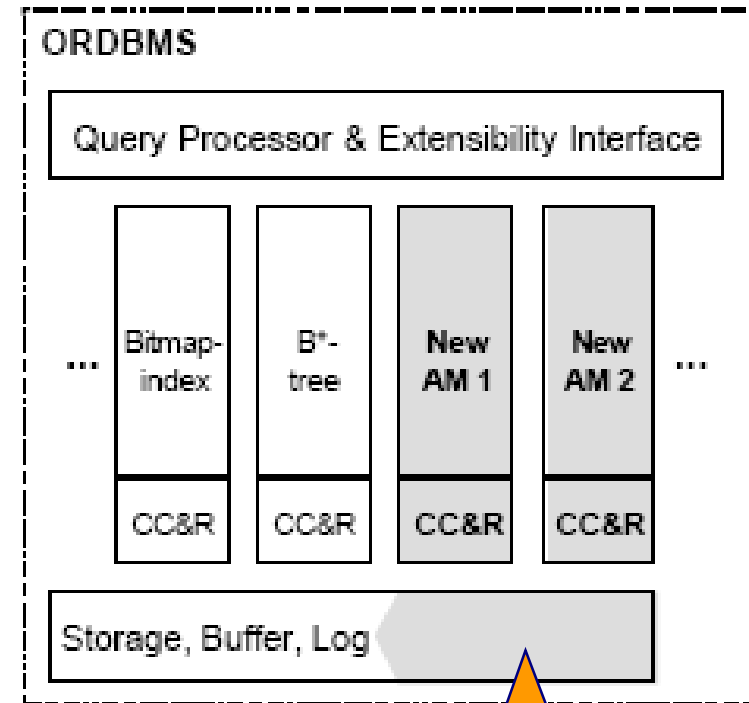 ORDBMS
Query Processor & Extensibility Interface
...
Bitmap-
index
B*-
tree
New
AM 1
New
AM 2
...
CC&R
CC&R
CC&R
CC&R
Storage, Buffer, Log